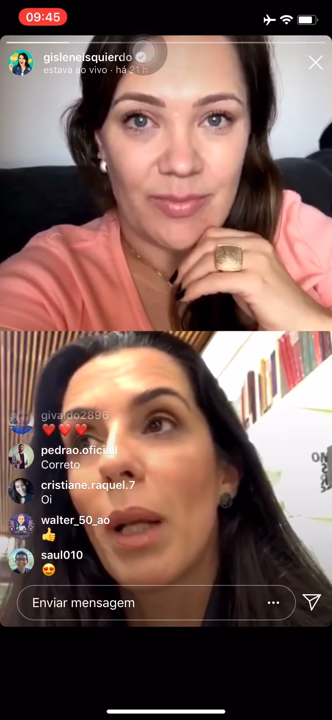 09:45
gisleneisquierdo
estava ao vivo · há 21 h
givaldo2896
❤️❤️❤️
pedrao.oficial
Correto
cristiane.raquel.7
Oi
walter_50_ao
👍
saul010
😍
Enviar mensagem
ON